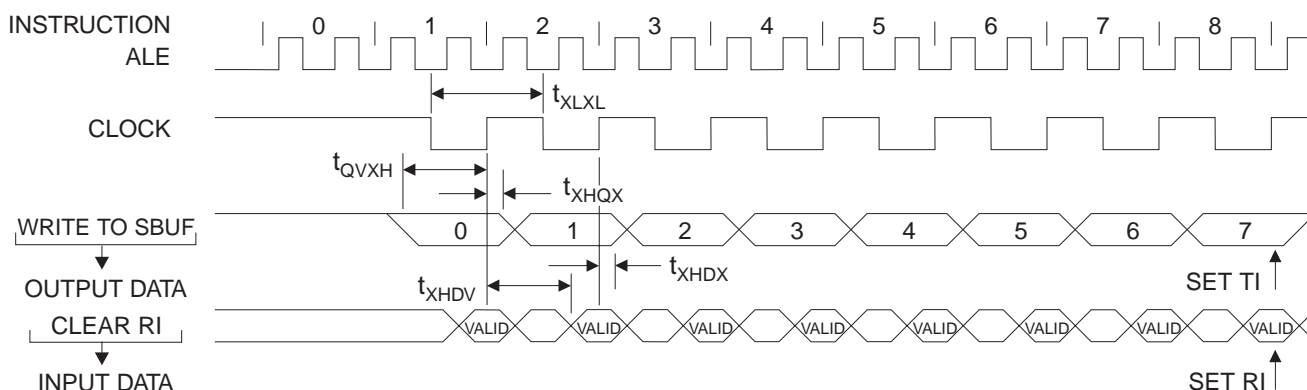 INSTRUCTION 0 1 2 3 4 5 6 7 8
ALE
tXLXL
CLOCK
tQVXH
tXHQX
WRITE TO SBUF
0 1 2 3 4 5 6 7
tXHDX
tXHDV
OUTPUT DATA
SET TI
CLEAR RI
VALID VALID VALID VALID VALID VALID VALID VALID
INPUT DATA
SET RI